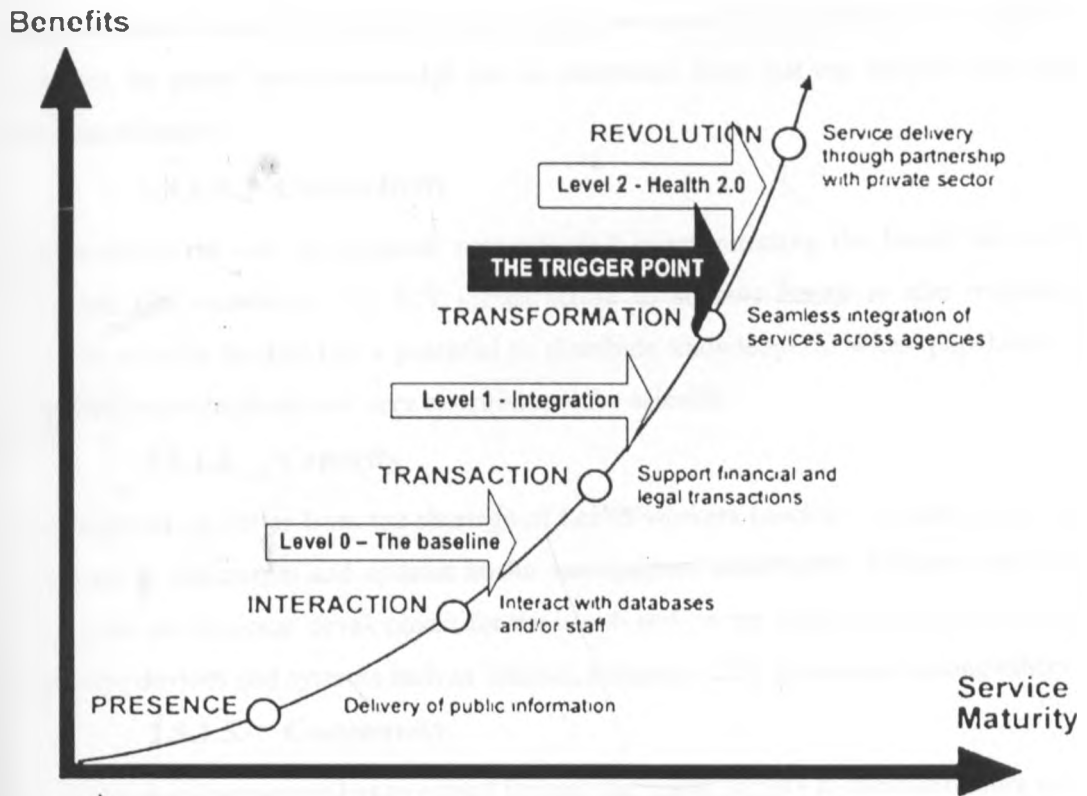 Benefits
REVOLUTION
Service delivery
through partnership
with private sector
Level 2 - Health 2.0
THE TRIGGER POINT
TRANSFORMATION
Seamless integration of
services across agencies
Level 1 - Integration
TRANSACTION
Support financial and
legal transactions
Level 0 – The baseline
INTERACTION
Interact with databases
and/or staff
PRESENCE
Delivery of public information
Service
Maturity